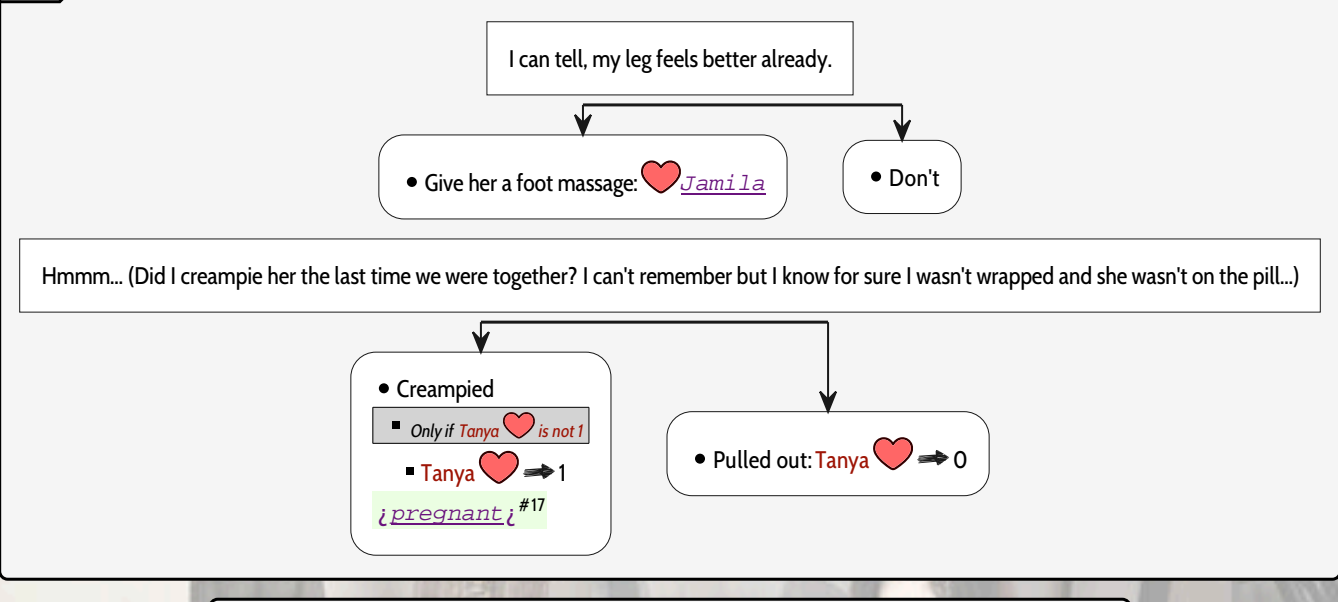 I can tell, my leg feels better already.
Give her a foot massage: Jamila
Don't
Hmmm... (Did I creampie her the last time we were together? I can't remember but I know for sure I wasn't wrapped and she wasn't on the pill...)
Creampied
Only if Tanya is not 1
Tanya 1
¿pregnant¿#17
Pulled out: Tanya 0